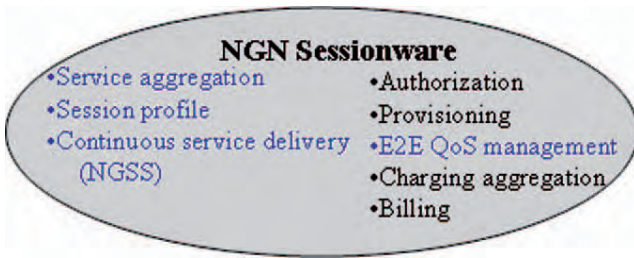 NGN Sessionware
•Service aggregation
•Session profile
•Continuous service delivery
(NGSS)
•Authorization
•Provisioning
•E2E QoS management
•Charging aggregation
•Billing